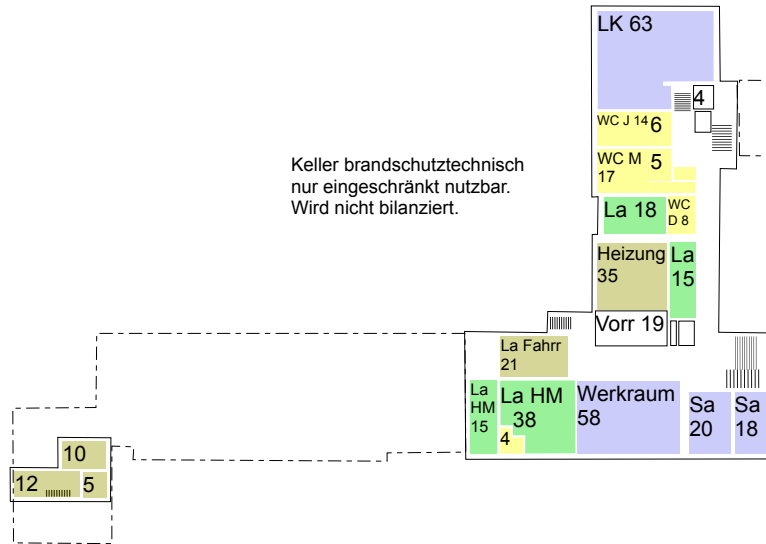 LK 63
4
WC J 14 6
WC M 5
17
Keller brandschutztechnisch
nur eingeschränkt nutzbar.
Wird nicht bilanziert.
La 18
WC
D 8
Heizung
35
La
15
Vorr 19
La Fahrr
21
La
HM
15
La HM
38
4
Werkraum
58
Sa
20
Sa
18
10
12
5